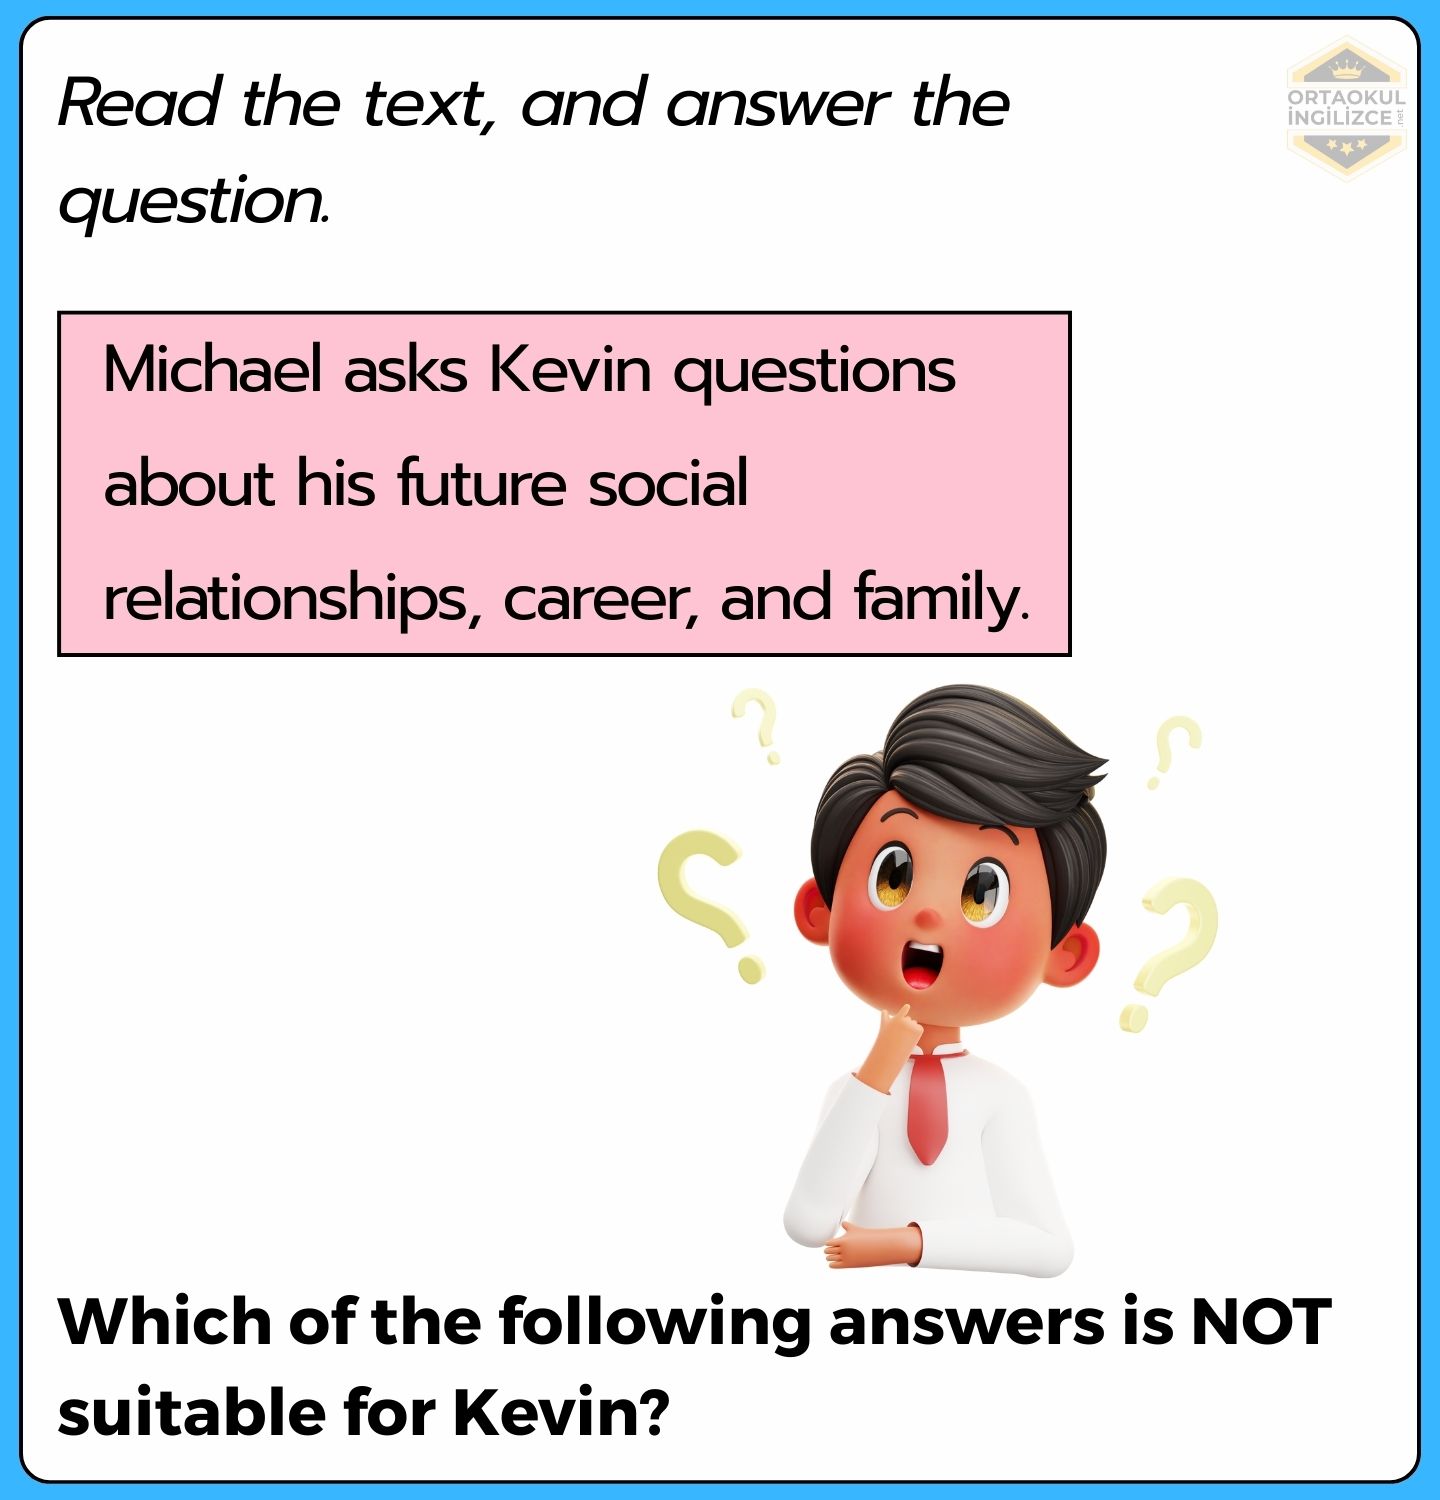 Read the text, and answer the
question.
ORTAOKUL
İNGİLİZCE
.net
Michael asks Kevin questions
about his future social
relationships, career, and family.
Which of the following answers is NOT
suitable for Kevin?